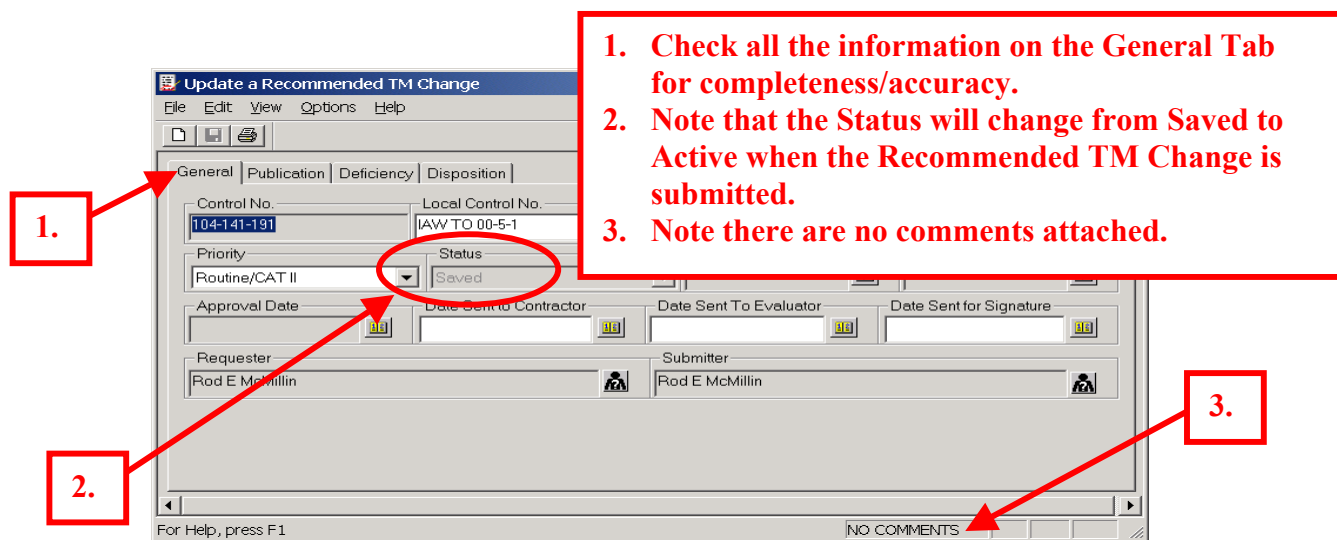 1. Check all the information on the General Tab
for completeness/accuracy.
2. Note that the Status will change from Saved to
Active when the Recommended TM Change is
submitted.
3. Note there are no comments attached.
Update a Recommended TM Change
File Edit View Options Help
General Publication Deficiency Disposition
1.
Control No. Local Control No.
104-141-191 IAW TO 00-5-1
Priority Status
Routine/CAT II Saved
Approval Date Date Sent to Contractor Date Sent To Evaluator Date Sent for Signature
Requester Submitter
Rod E McMillin Rod E McMillin
3.
2.
For Help, press F1 NO COMMENTS